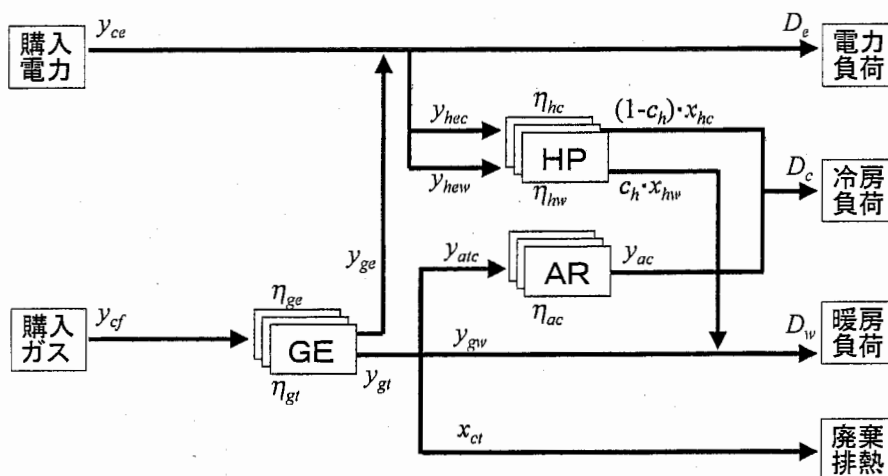 購入
電力
y_ce
D_e
電力
負荷
y_hec
η_hc
(1-c_h)·x_hc
HP
y_hew
η_hw
c_h·x_hw
D_c
冷房
負荷
y_ge
y_atc
AR
y_ac
η_ac
購入
ガス
y_cf
η_ge
GE
η_gt
y_gt
y_gw
D_w
暖房
負荷
x_ct
廃棄
排熱